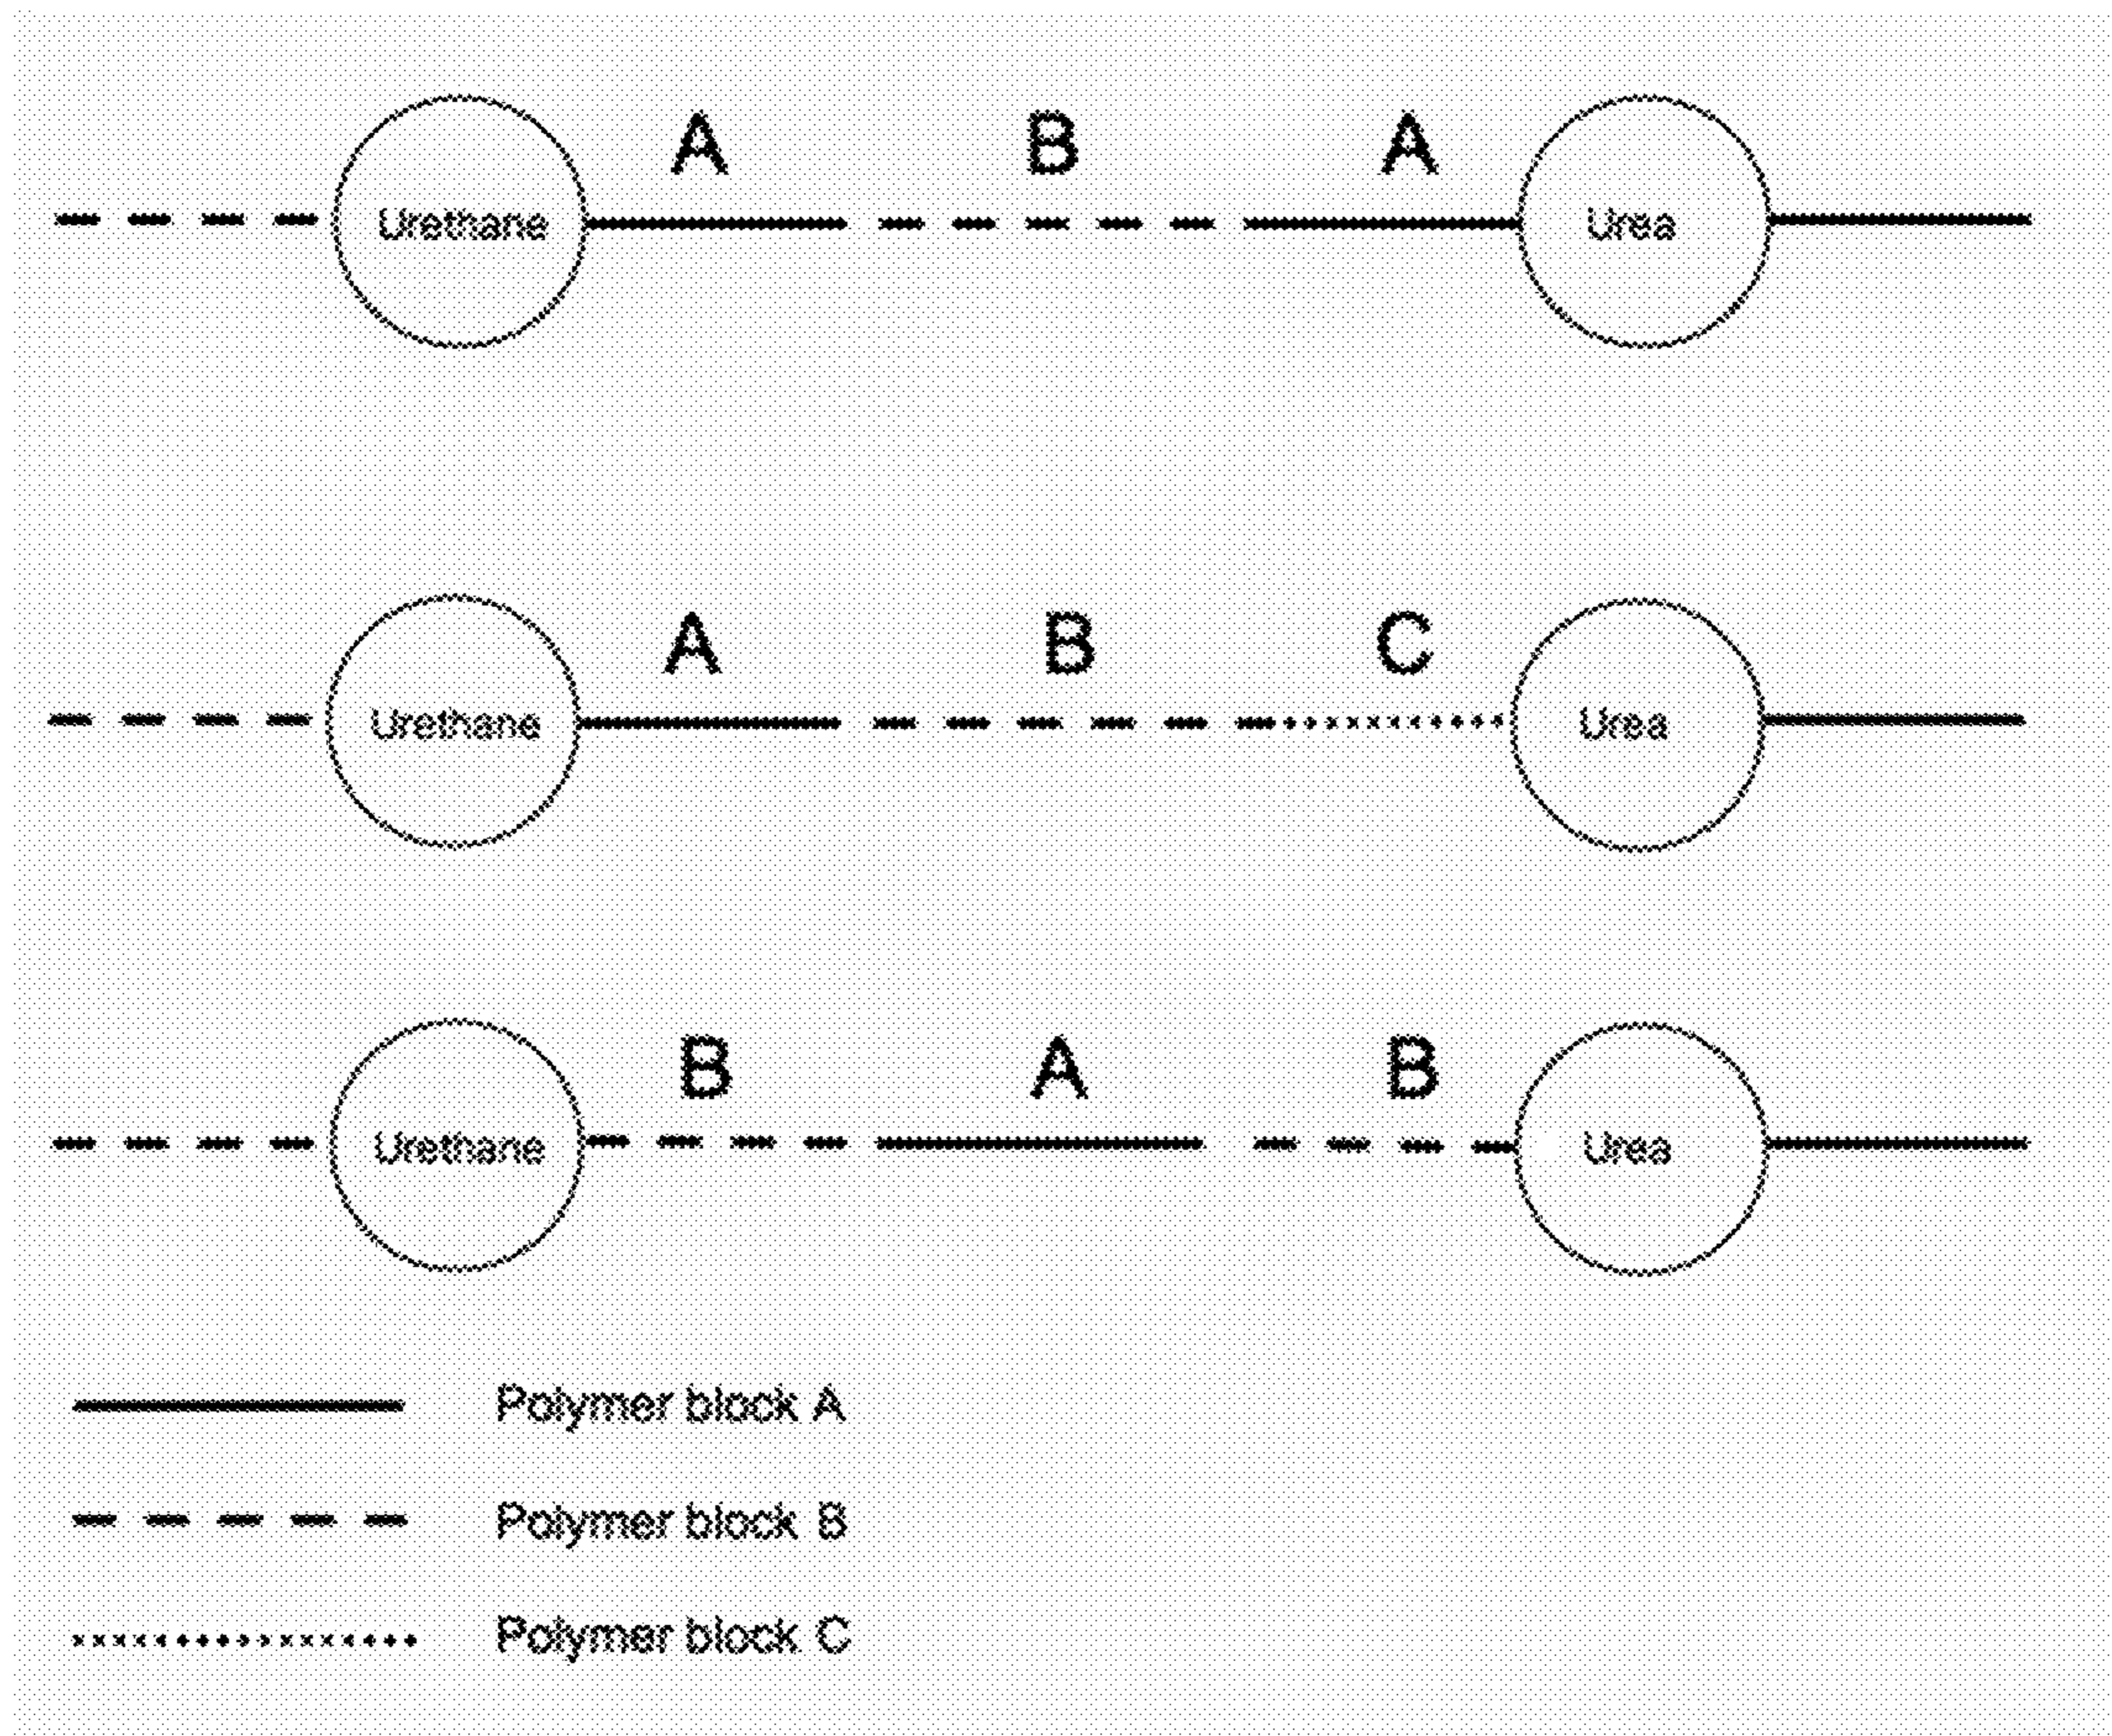 A B A
Urethane Urea
A B C
Urethane Urea
B A B
Urethane Urea
Polymer block A
Polymer block B
Polymer block C